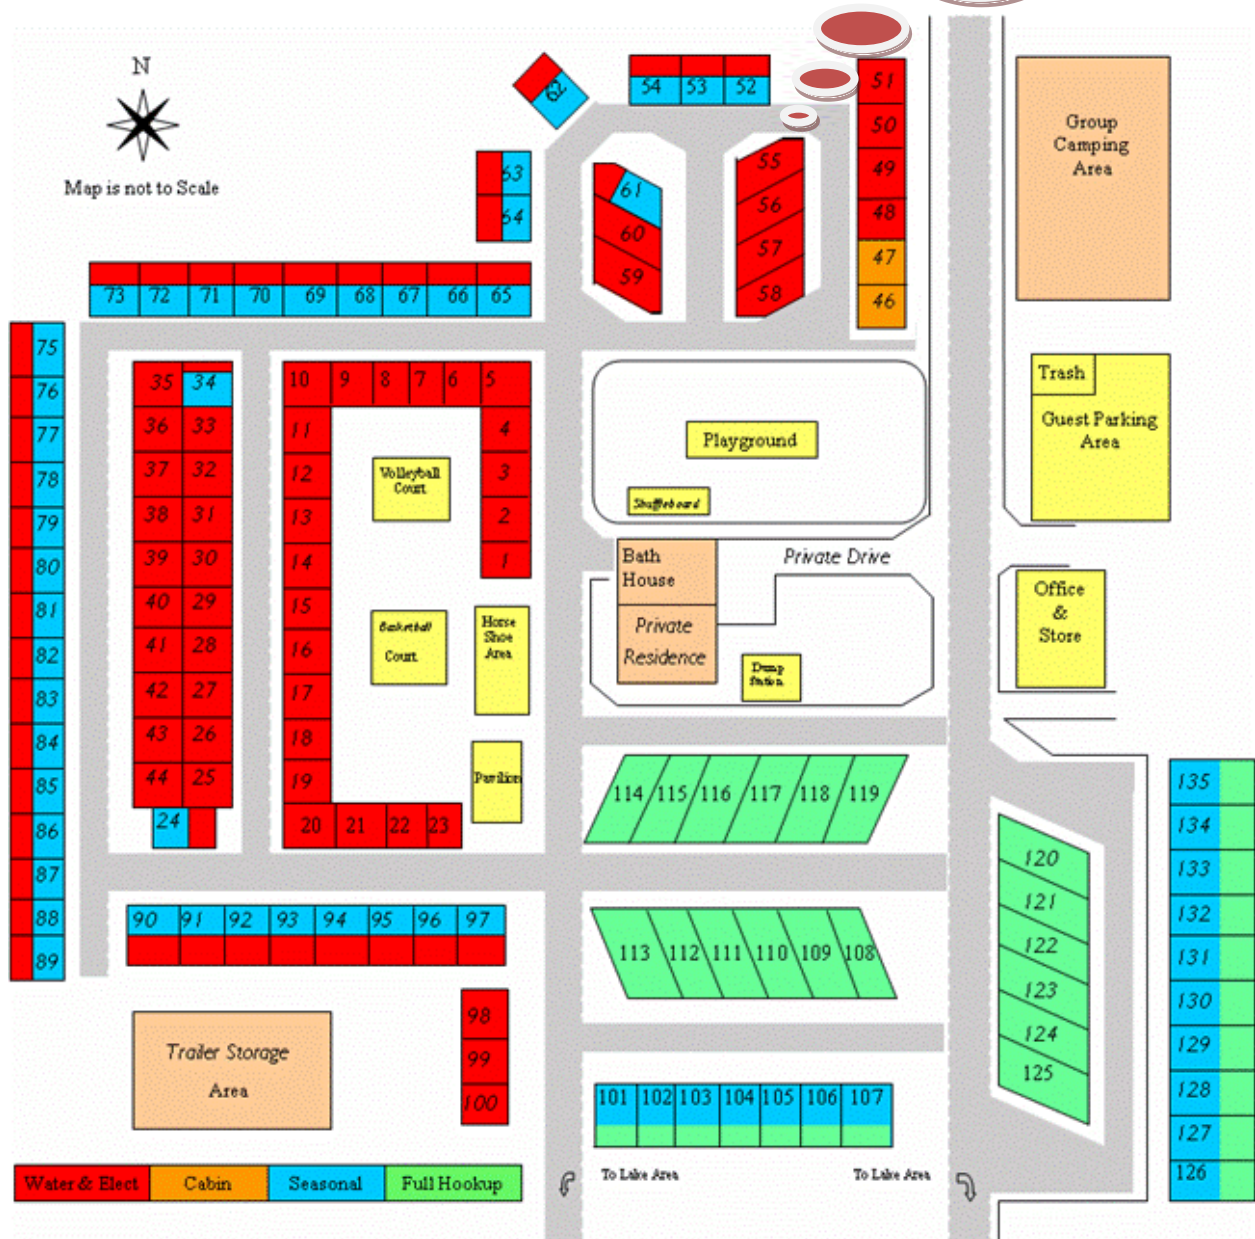 N
Map is not to Scale
62
54 53 52
51
50
49
48
47
46
Group
Camping
Area
63
64
61
60
59
55
56
57
58
73 72 71 70 69 68 67 66 65
75
76
77
78
79
80
81
82
83
84
85
86
87
88
89
35 34
36 33
37 32
38 31
39 30
40 29
41 28
42 27
43 26
44 25
24
10 9 8 7 6 5
11
12
13
14
15
16
17
18
19
20 21 22 23
4
3
2
1
Volleyball
Court
Basketball
Court
Horse
Shoe
Area
Pavilion
Playground
Shuffleboard
Trash
Guest Parking
Area
Bath
House
Private Drive
Private
Residence
Dump
Station
Office
&
Store
114 115 116 117 118 119
113 112 111 110 109 108
120
121
122
123
124
125
135
134
133
132
131
130
129
128
127
126
90 91 92 93 94 95 96 97
98
99
100
Trailer Storage
Area
101 102 103 104 105 106 107
To Lake Area To Lake Area
Water & Elect Cabin Seasonal Full Hookup